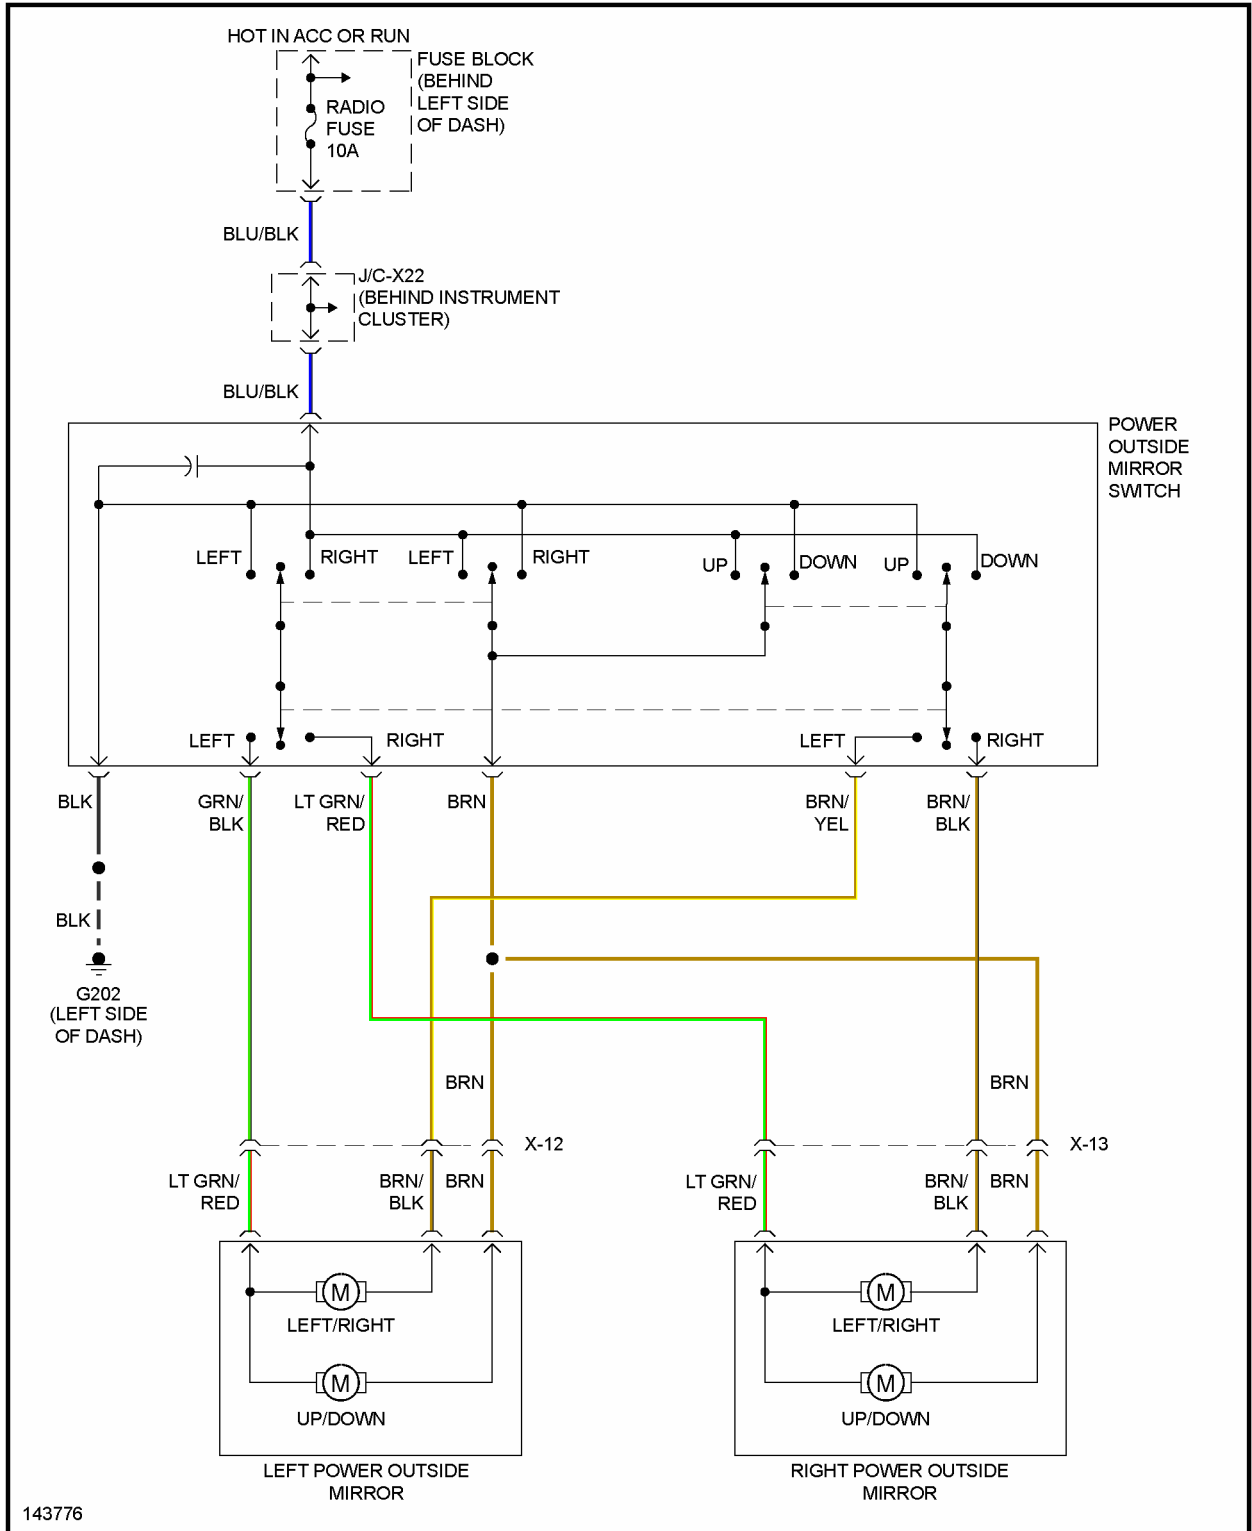 HOT IN ACC OR RUN
FUSE BLOCK
(BEHIND
LEFT SIDE
OF DASH)
RADIO
FUSE
10A
BLU/BLK
J/C-X22
(BEHIND INSTRUMENT
CLUSTER)
BLU/BLK
POWER
OUTSIDE
MIRROR
SWITCH
LEFT
RIGHT
LEFT
RIGHT
UP
DOWN
UP
DOWN
LEFT
RIGHT
LEFT
RIGHT
BLK
GRN/
BLK
LT GRN/
RED
BRN
BRN/
YEL
BRN/
BLK
BLK
G202
(LEFT SIDE
OF DASH)
BRN
BRN
X-12
X-13
LT GRN/
RED
BRN/
BLK
BRN
LT GRN/
RED
BRN/
BLK
BRN
M
LEFT/RIGHT
M
UP/DOWN
M
LEFT/RIGHT
M
UP/DOWN
LEFT POWER OUTSIDE
MIRROR
RIGHT POWER OUTSIDE
MIRROR
143776